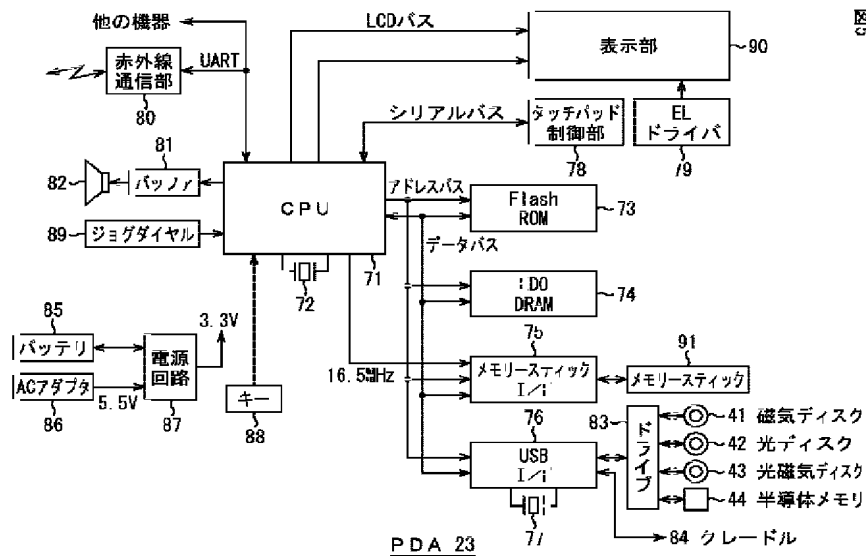 図
他の機器
LCDバス
表示部
90
赤外線
通信部
UART
80
シリアルバス
タッチパッド
制御部
78
EL
ドライバ
79
81
82
バッファ
CPU
71
アドレスバス
Flash
ROM
73
データバス
89
ジョグダイヤル
72
EDO
DRAM
74
85
バッテリ
3.3V
電源
回路
87
ACアダプタ
86
5.5V
キー
88
16.5MHz
75
メモリースティック
I/F
91
メモリースティック
76
USB
I/F
77
83
ドライブ
41 磁気ディスク
42 光ディスク
43 光磁気ディスク
44 半導体メモリ
84 クレードル
PDA 23